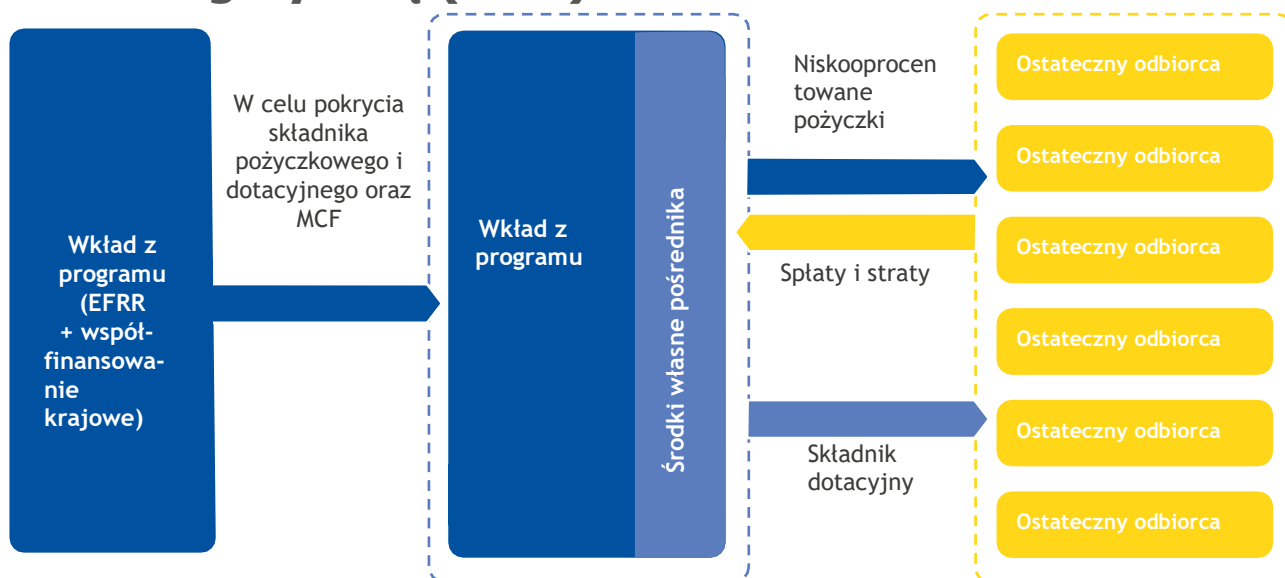 Wkład z
programu
(EFRR
+ współ-
finansowa-
nie
krajowe)
W celu pokrycia
składnika
pożyczkowego i
dotacyjnego oraz
MCF
Wkład z
programu
Środki własne pośrednika
Niskooprocen
towane
pożyczki
Spłaty i straty
Składnik
dotacyjny
Ostateczny odbiorca
Ostateczny odbiorca
Ostateczny odbiorca
Ostateczny odbiorca
Ostateczny odbiorca
Ostateczny odbiorca